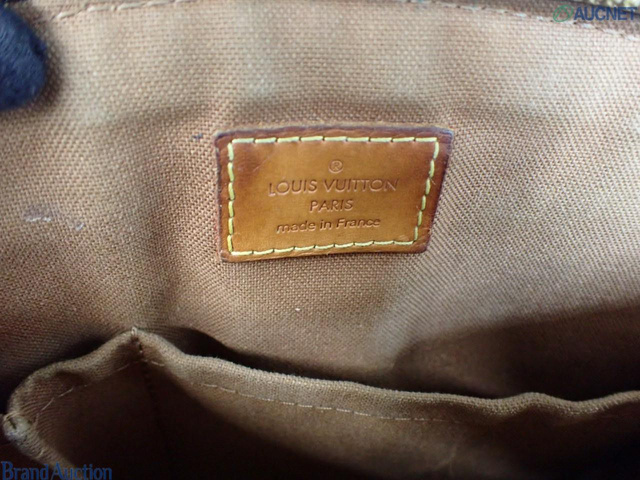 AUCNET
®
LOUIS VUITTON
PARIS
made in France
Brand Auction